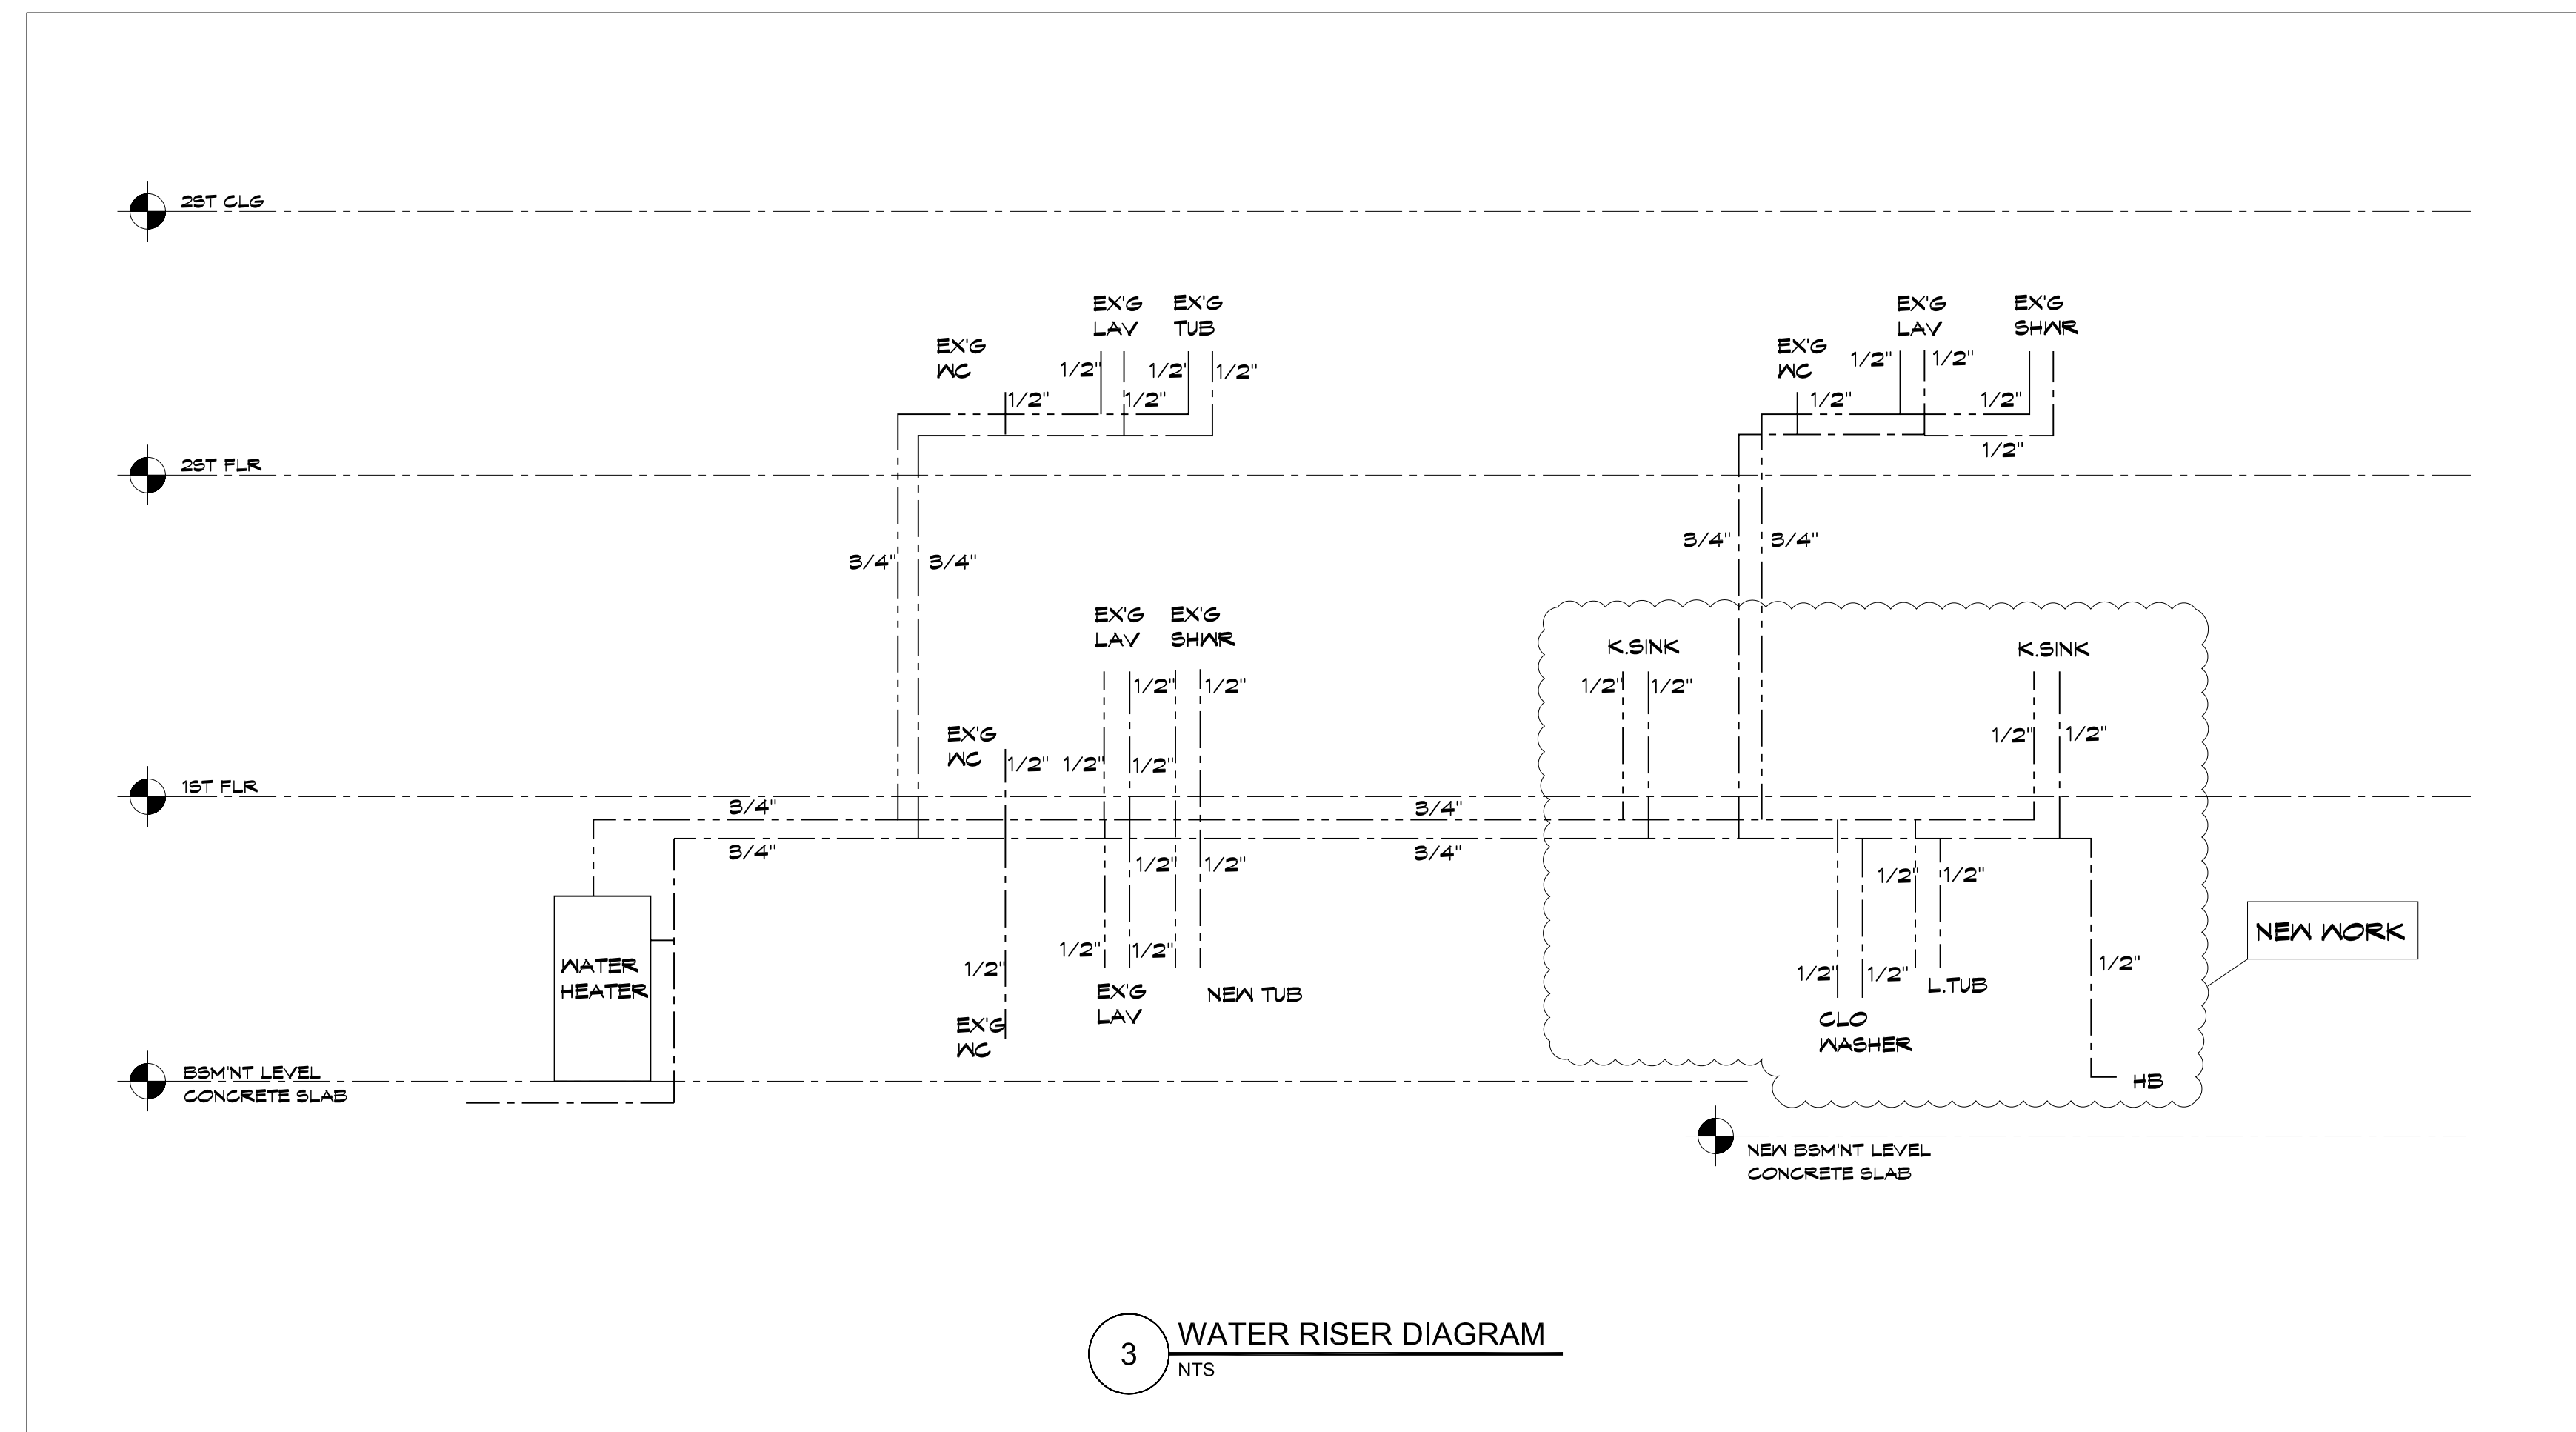 2ST CLG
EX'G
LAV
EX'G
TUB
EX'G
WC
1/2"
1/2"
1/2"
1/2"
1/2"
EX'G
LAV
EX'G
SHWR
EX'G
WC
1/2"
1/2"
1/2"
1/2"
1/2"
2ST FLR
3/4"
3/4"
3/4"
3/4"
EX'G
LAV
EX'G
SHWR
1/2"
1/2"
EX'G
WC
1/2"
1/2"
1/2"
K.SINK
1/2"
1/2"
K.SINK
1/2"
1/2"
1ST FLR
3/4"
3/4"
3/4"
3/4"
1/2"
1/2"
1/2"
1/2"
1/2"
EX'G
WC
EX'G
LAV
NEW TUB
WATER
HEATER
1/2"
1/2"
1/2"
1/2"
1/2"
L.TUB
CLO
WASHER
HB
NEW WORK
BSM'NT LEVEL
CONCRETE SLAB
NEW BSM'NT LEVEL
CONCRETE SLAB
3
WATER RISER DIAGRAM
NTS